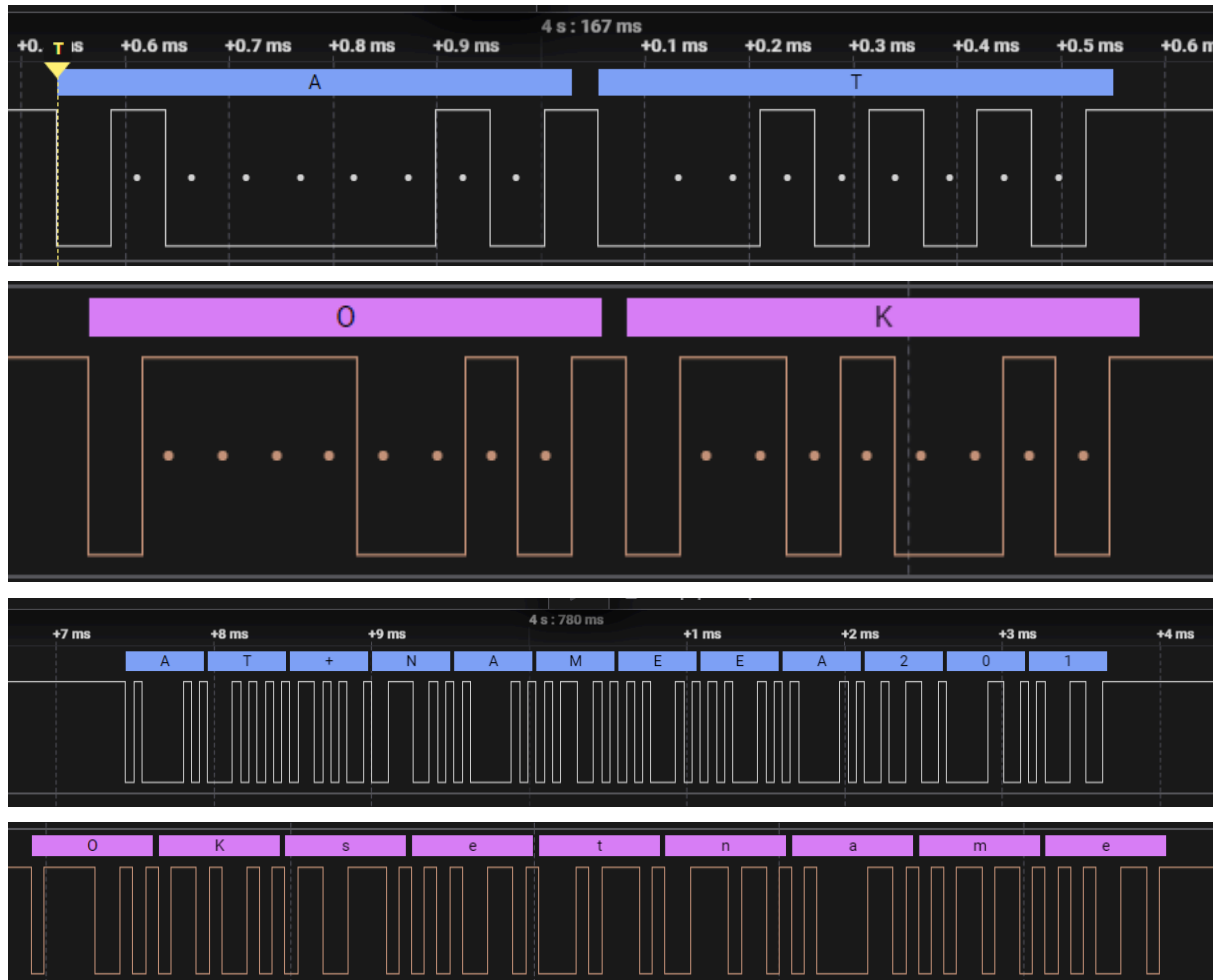 4 s : 167 ms
+0. T ıs +0.6 ms +0.7 ms +0.8 ms +0.9 ms +0.1 ms +0.2 ms +0.3 ms +0.4 ms +0.5 ms +0.6 m
A T
O K
4 s : 780 ms
+7 ms +8 ms +9 ms +1 ms +2 ms +3 ms +4 ms
A T + N A M E E A 2 0 1
O K s e t n a m e